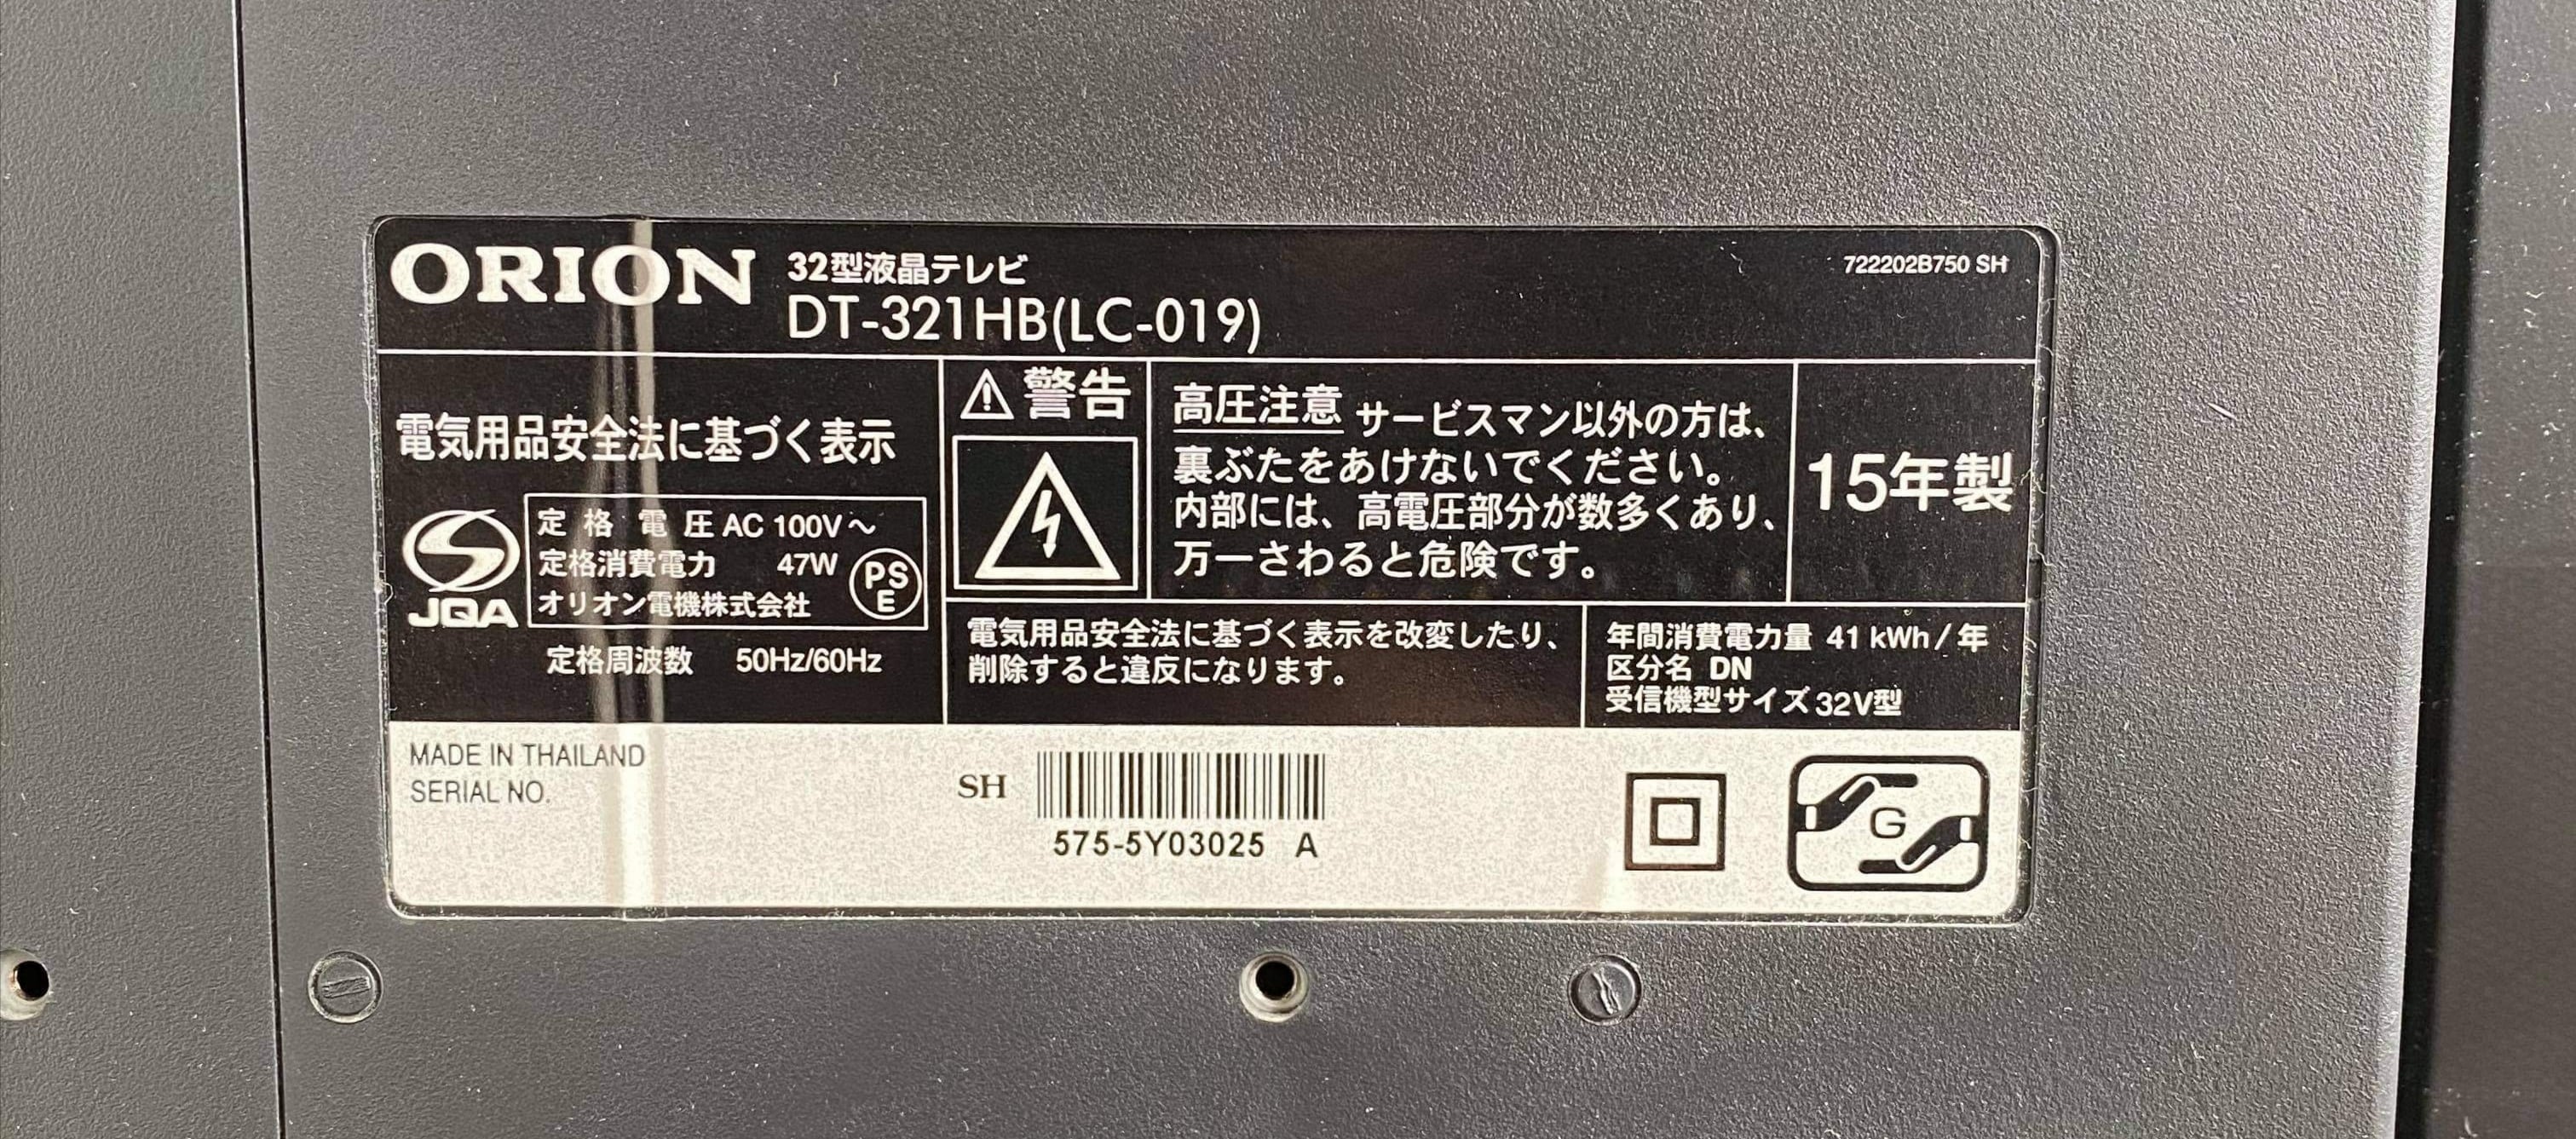 ORION
32型液晶テレビ
DT-321HB(LC-019)
722202B750 SH
電気用品安全法に基づく表示
JQA
定格電圧 AC 100V～
定格消費電力 47W
オリオン電機株式会社
PSE
定格周波数 50Hz/60Hz
警告
高圧注意 サービスマン以外の方は、
裏ぶたをあけないでください。
内部には、高電圧部分が数多くあり、
万一さわると危険です。
15年製
電気用品安全法に基づく表示を改変したり、
削除すると違反になります。
年間消費電力量 41 kWh/年
区分名 DN
受信機型サイズ 32V型
MADE IN THAILAND
SERIAL NO.
SH
575-5Y03025 A
G